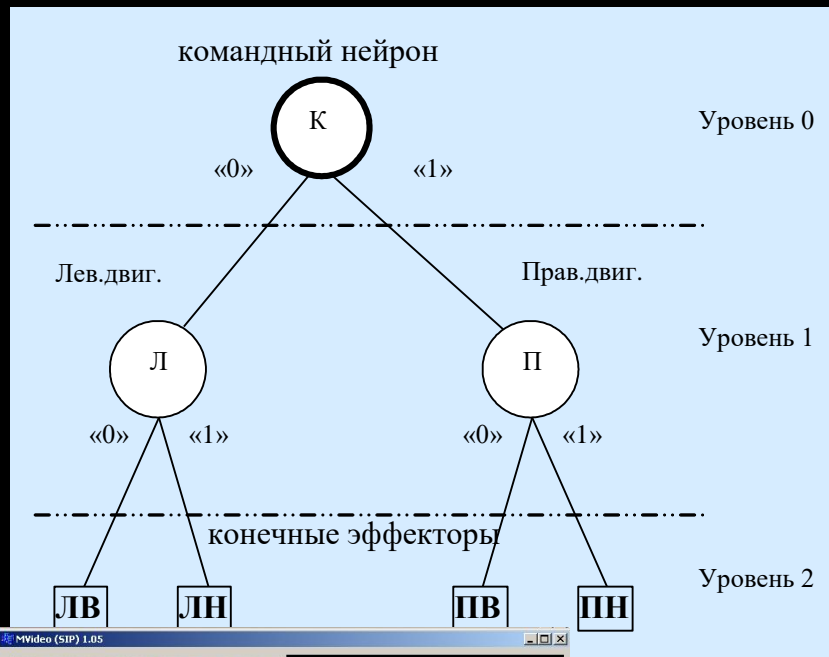 командный нейрон
К
Уровень 0
«0» «1»
Лев.двиг. Прав.двиг.
Уровень 1
Л П
«0» «1» «0» «1»
конечные эффекторы
Уровень 2
ЛВ ЛН ПВ ПН
MVideo (SIP) 1.05